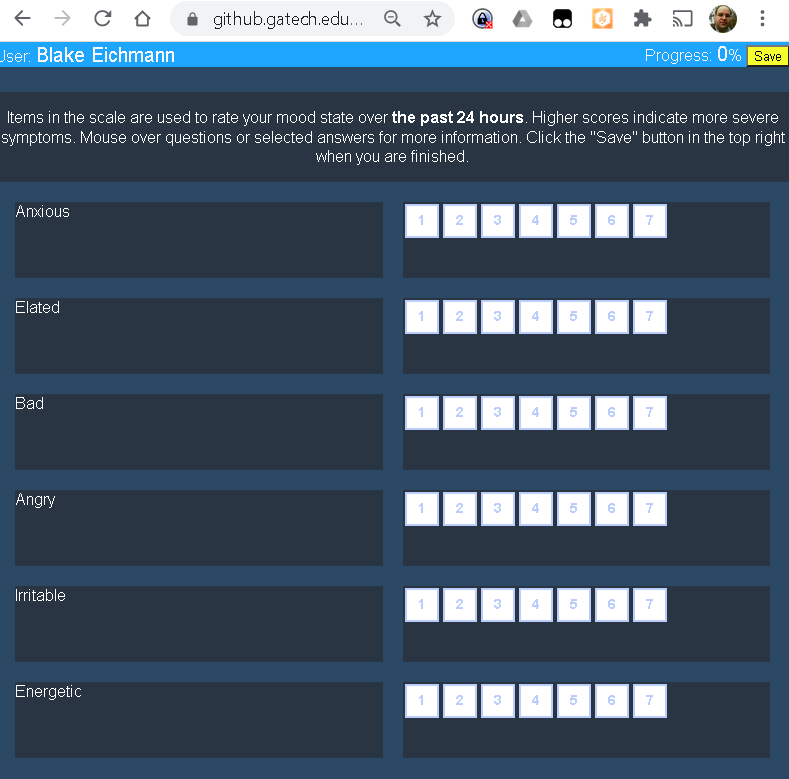 github.gatech.edu...
User: Blake Eichmann Progress: 0% Save
Items in the scale are used to rate your mood state over the past 24 hours. Higher scores indicate more severe
symptoms. Mouse over questions or selected answers for more information. Click the "Save" button in the top right
when you are finished.
Anxious 1 2 3 4 5 6 7
Elated 1 2 3 4 5 6 7
Bad 1 2 3 4 5 6 7
Angry 1 2 3 4 5 6 7
Irritable 1 2 3 4 5 6 7
Energetic 1 2 3 4 5 6 7